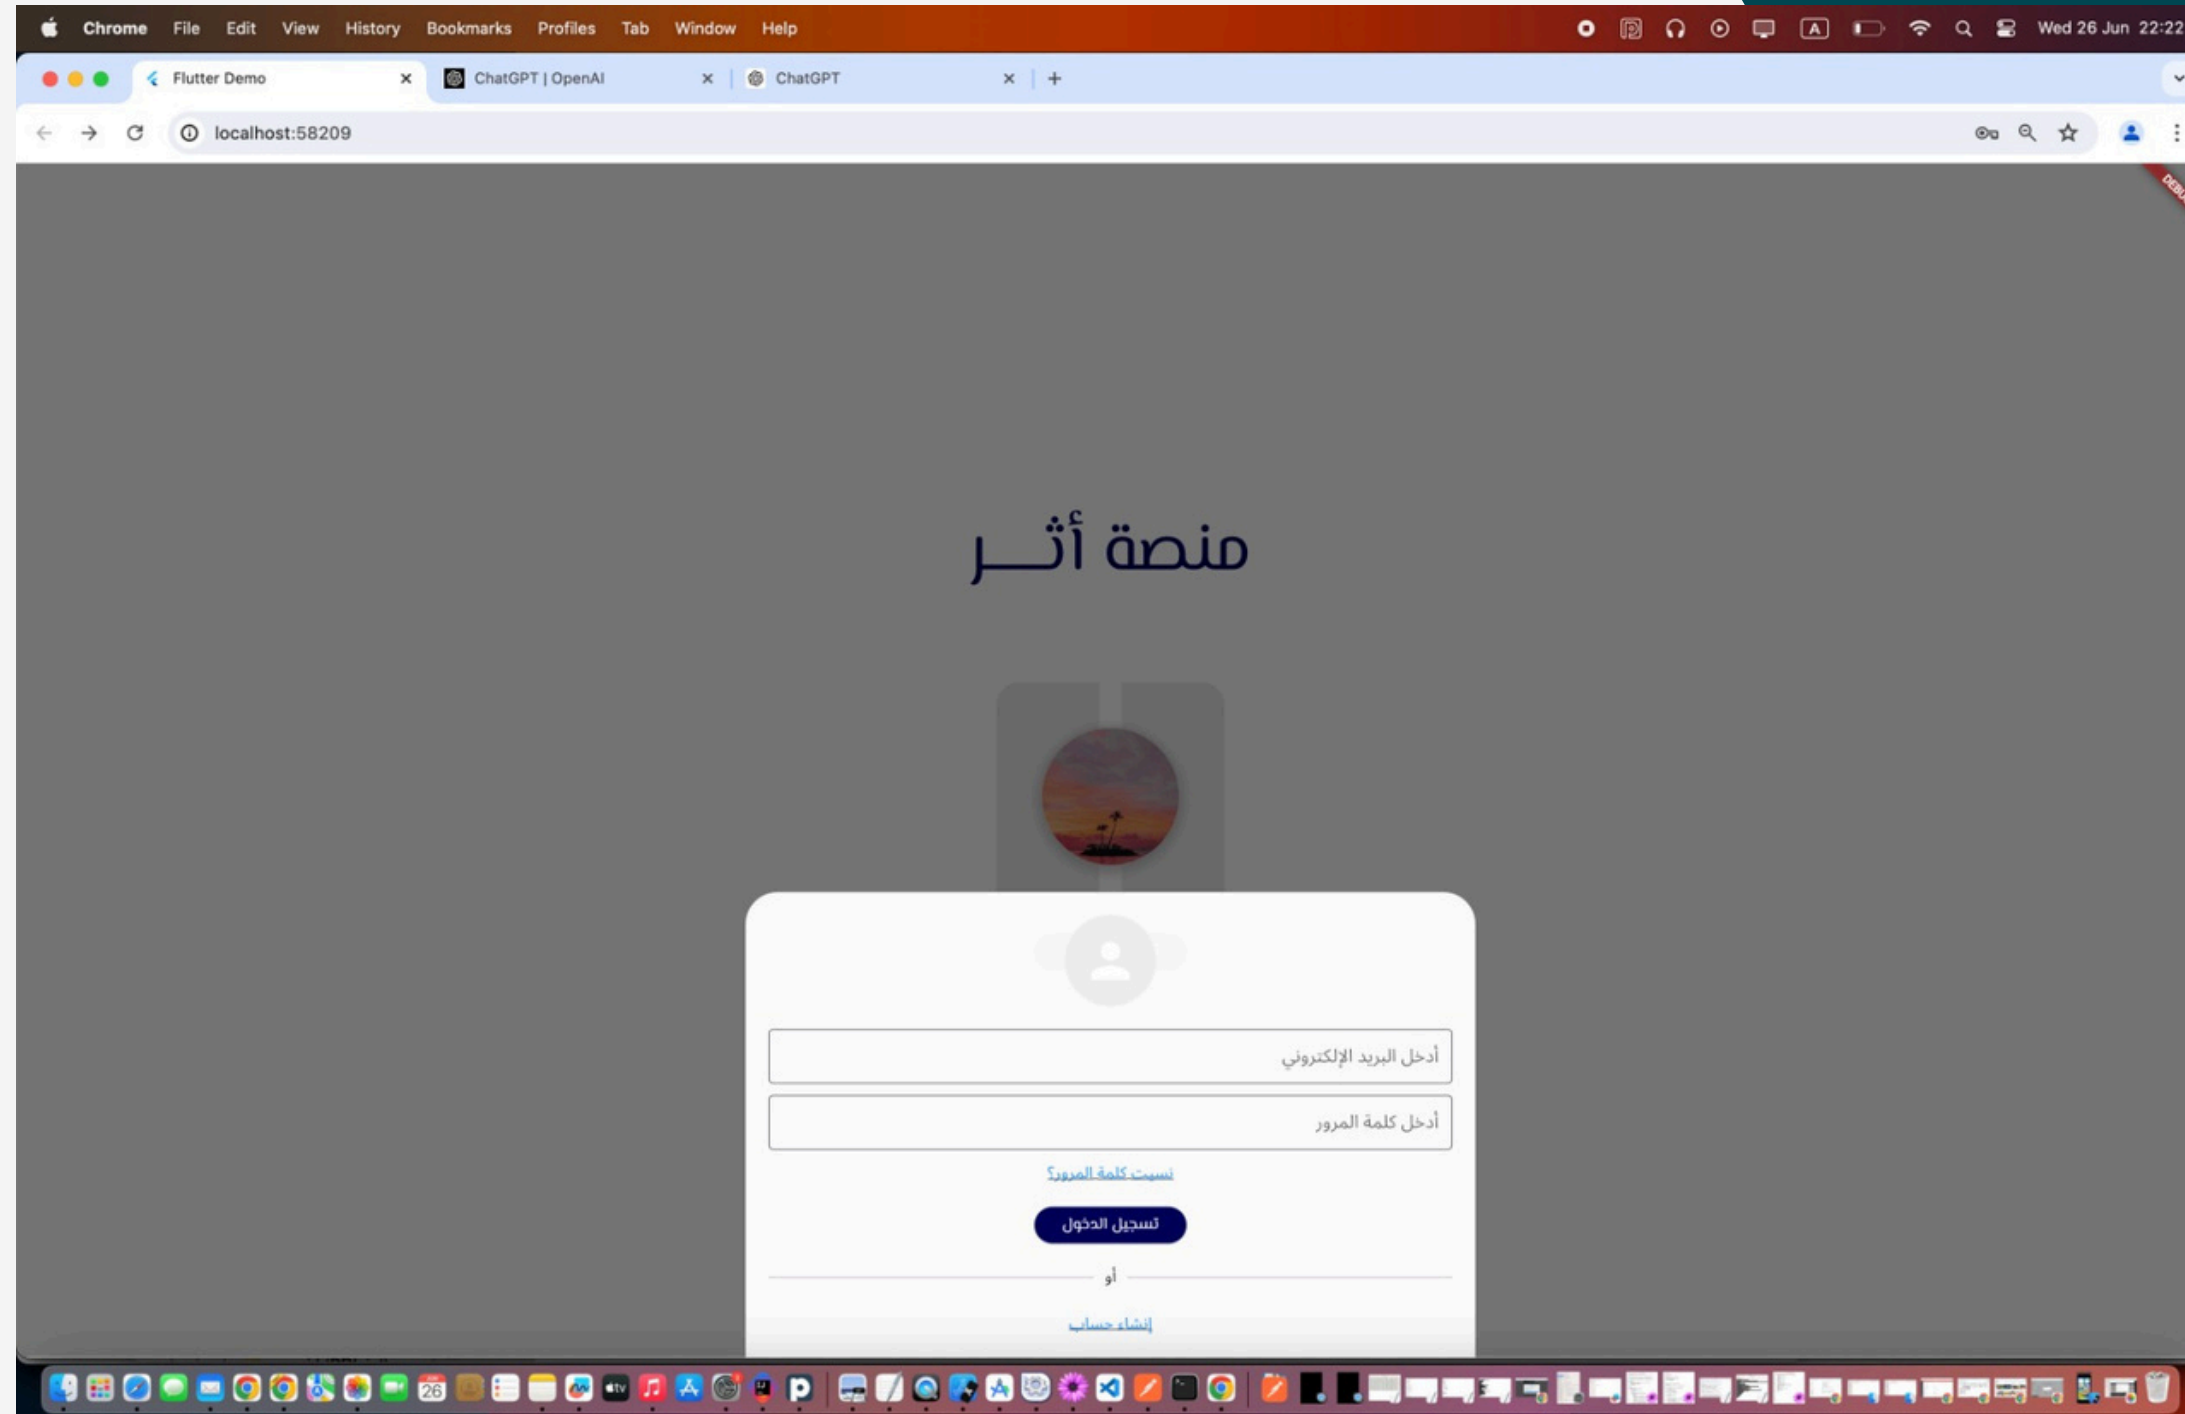 Chrome File Edit View History Bookmarks Profiles Tab Window Help A Wed 26 Jun 22:22
Flutter Demo ChatGPT | OpenAI ChatGPT
localhost:58209
منصة أثـــر
أدخل البريد الإلكتروني
أدخل كلمة المرور
نسيت كلمة المرور؟
تسجيل الدخول
أو
إنشاء حساب
26 tv